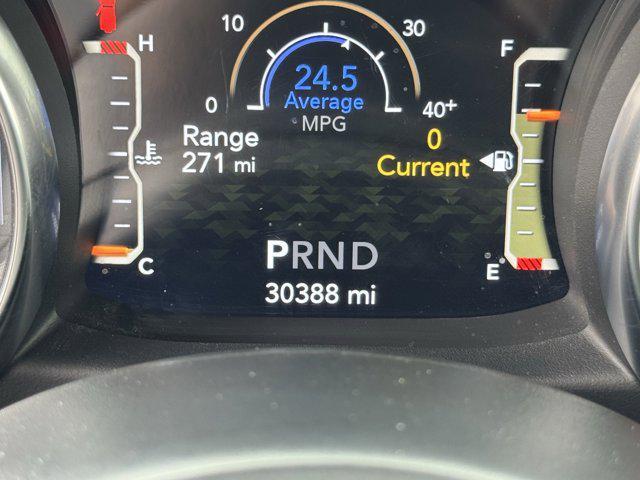 H
10
30
F
24.5
Average
MPG
0
40+
Range
271 mi
0
Current
PRND
C
E
30388 mi